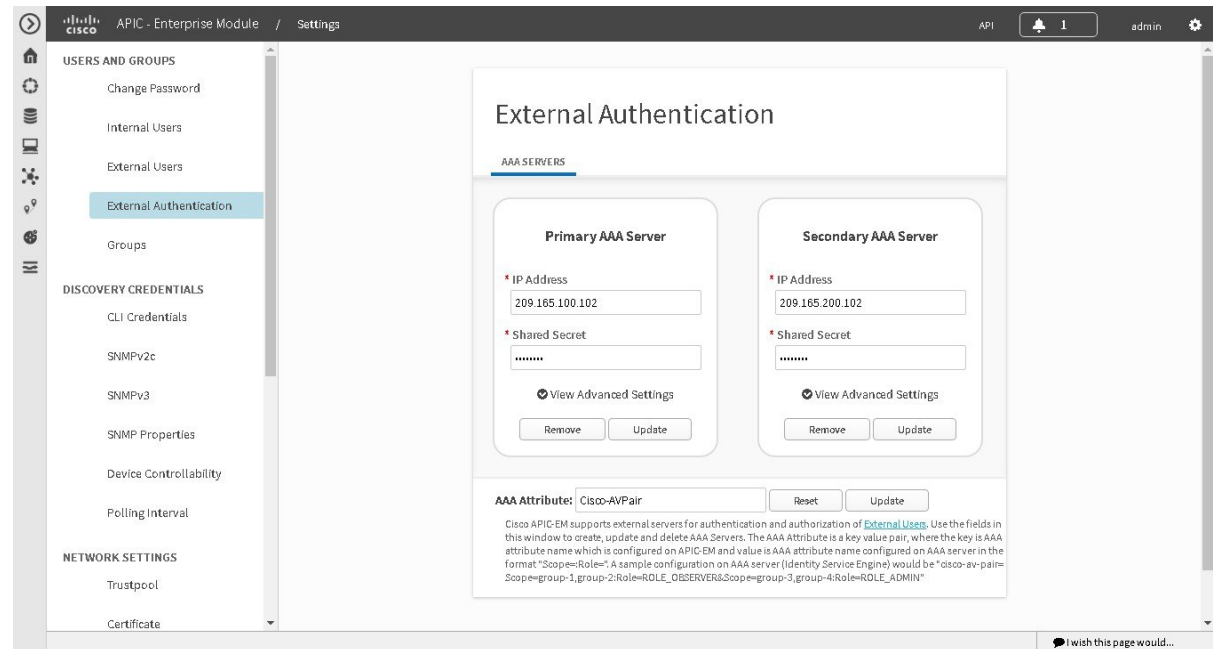 CISCO APIC - Enterprise Module / Settings
API 1 admin
USERS AND GROUPS
Change Password
Internal Users
External Users
External Authentication
Groups
DISCOVERY CREDENTIALS
CLI Credentials
SNMPv2c
SNMPv3
SNMP Properties
Device Controllability
Polling Interval
NETWORK SETTINGS
Trustpool
Certificate
External Authentication
AAA SERVERS
Primary AAA Server
* IP Address
209.165.100.102
* Shared Secret
••••••••
View Advanced Settings
Remove Update
Secondary AAA Server
* IP Address
209.165.200.102
* Shared Secret
••••••••
View Advanced Settings
Remove Update
AAA Attribute: Cisco-AVPair Reset Update
Cisco APIC-EM supports external servers for authentication and authorization of External Users. Use the fields in
this window to create, update and delete AAA Servers. The AAA Attribute is a key value pair, where the key is AAA
attribute name which is configured on APIC-EM and value is AAA attribute name configured on AAA server in the
format "Scope=:Role=". A sample configuration on AAA server (Identity Service Engine) would be "cisco-av-pair=
Scope=group-1,group-2:Role=ROLE_OBSERVER&Scope=group-3,group-4:Role=ROLE_ADMIN"
I wish this page would...